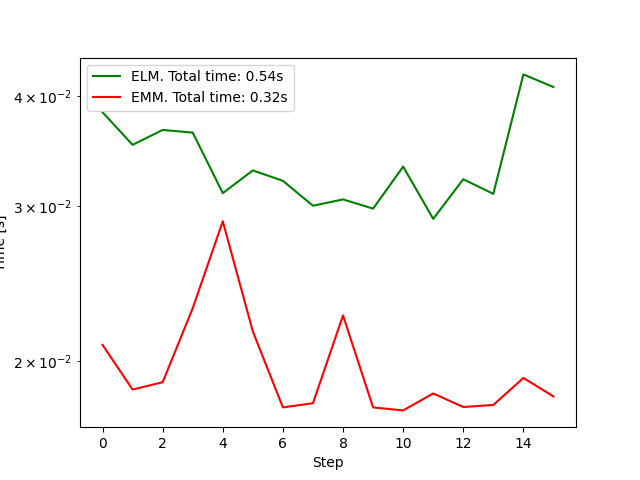 ELM. Total time: 0.54s
EMM. Total time: 0.32s
4 × 10⁻²
3 × 10⁻²
2 × 10⁻²
Time [s]
0 2 4 6 8 10 12 14
Step